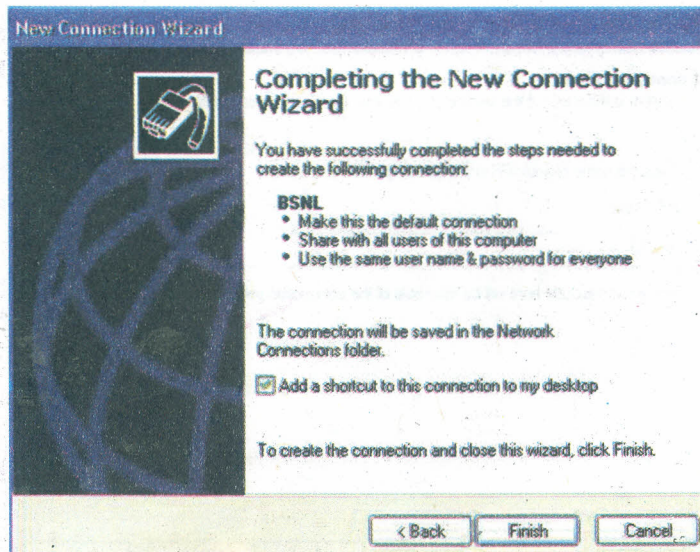 New Connection Wizard
Completing the New Connection
Wizard
You have successfully completed the steps needed to
create the following connection:
BSNL
• Make this the default connection
• Share with all users of this computer
• Use the same user name & password for everyone
The connection will be saved in the Network
Connections folder.
Add a shortcut to this connection to my desktop
To create the connection and close this wizard, click Finish.
< Back
Finish
Cancel